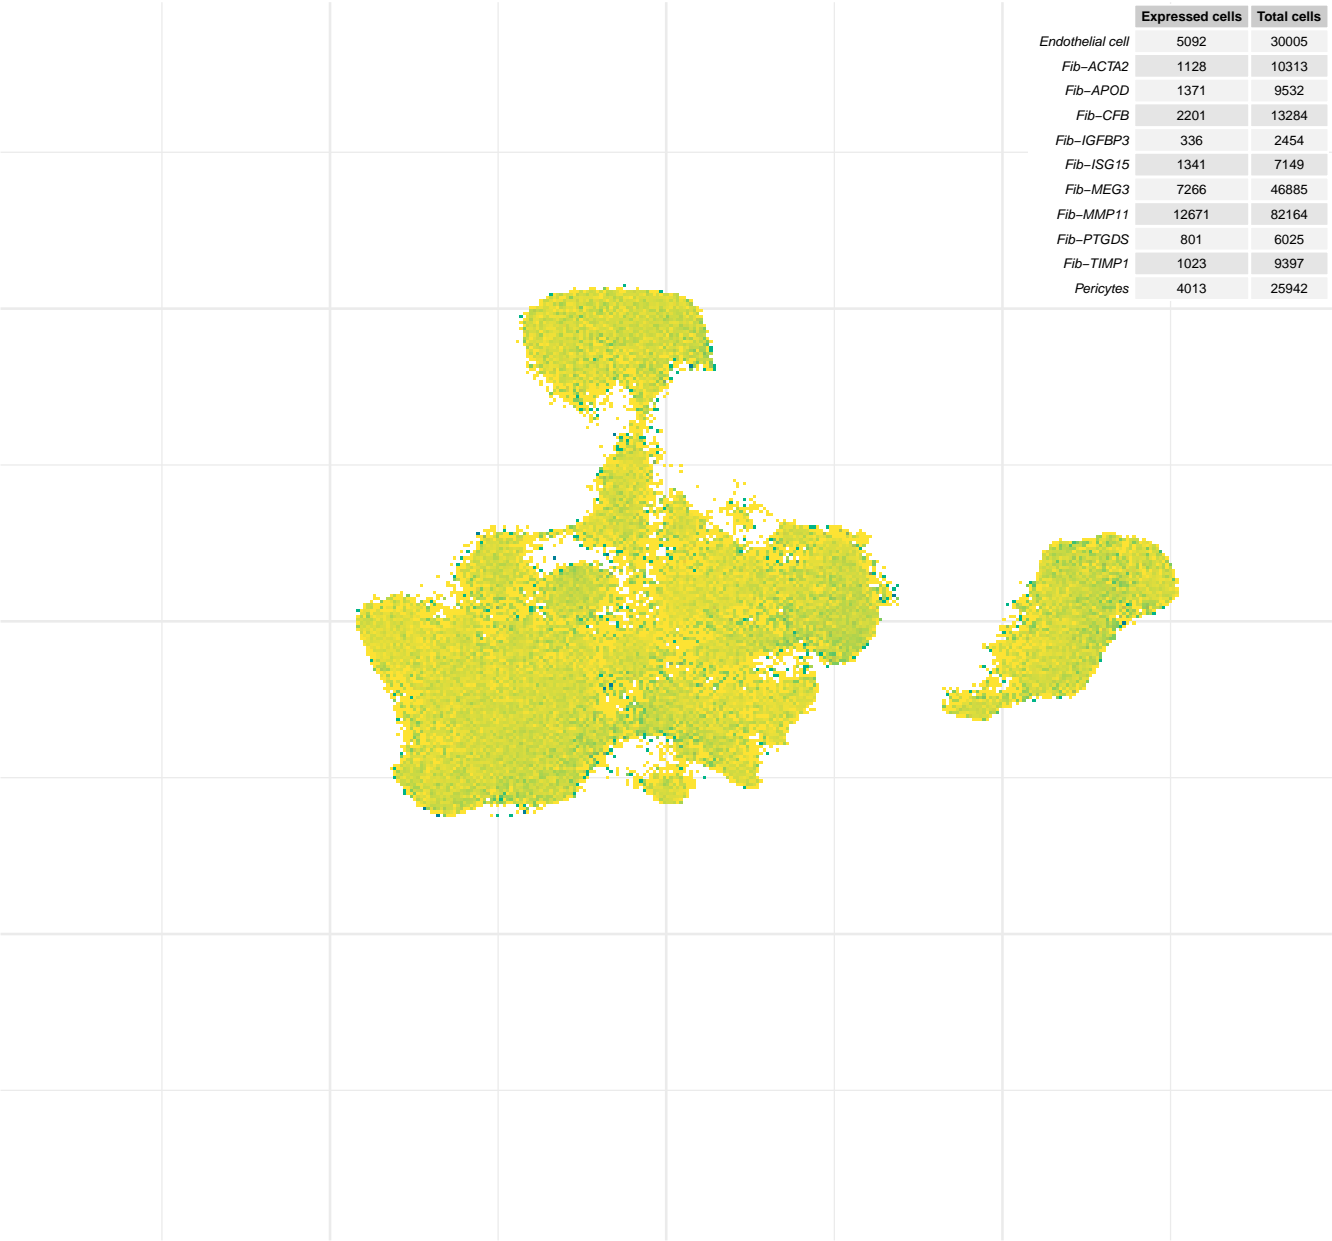 Expressed cells Total cells
Endothelial cell 5092 30005
Fib−ACTA2 1128 10313
Fib−APOD 1371 9532
Fib−CFB 2201 13284
Fib−IGFBP3 336 2454
Fib−ISG15 1341 7149
Fib−MEG3 7266 46885
Fib−MMP11 12671 82164
Fib−PTGDS 801 6025
Fib−TIMP1 1023 9397
Pericytes 4013 25942